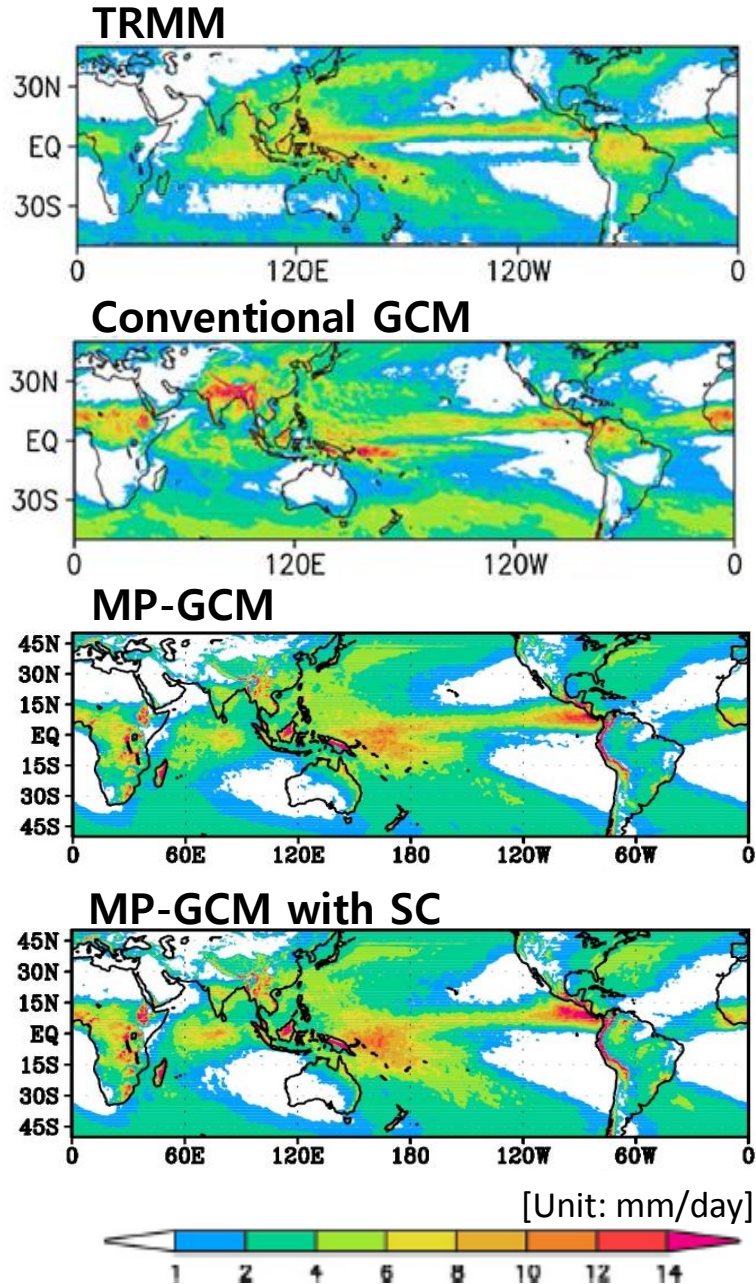 TRMM
30N
EQ
30S
0 120E 120W 0
Conventional GCM
30N
EQ
30S
0 120E 120W 0
MP-GCM
45N
30N
15N
EQ
15S
30S
45S
0 60E 120E 180 120W 60W 0
MP-GCM with SC
45N
30N
15N
EQ
15S
30S
45S
0 60E 120E 180 120W 60W 0
[Unit: mm/day]
1 2 4 6 8 10 12 14